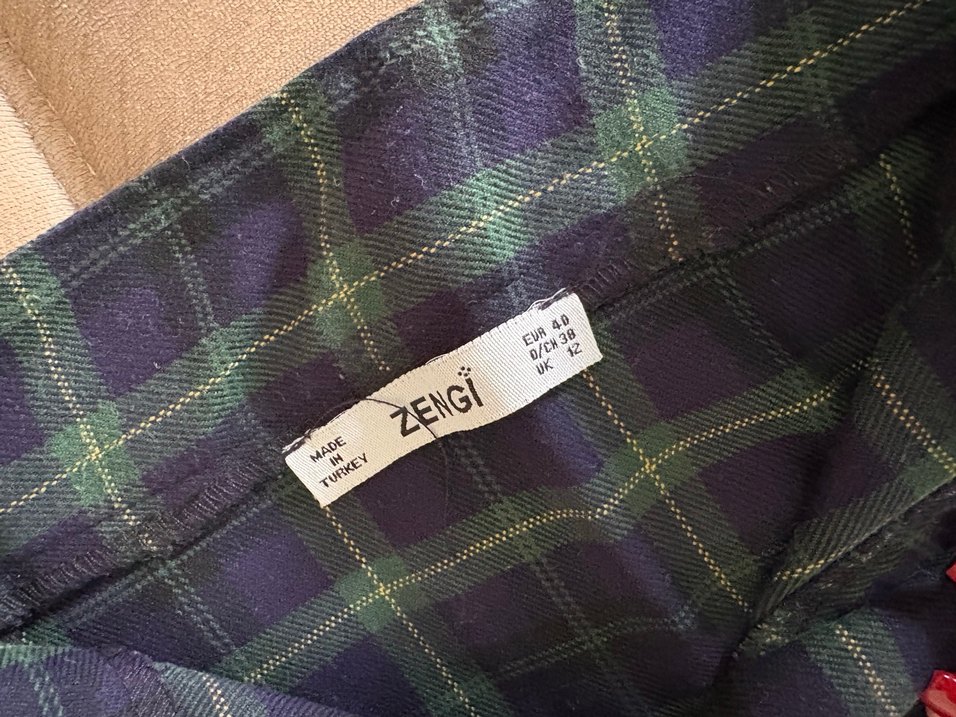 MADE
IN
TURKEY
ZENGİ
EUR 40
D/CH 38
UK 12